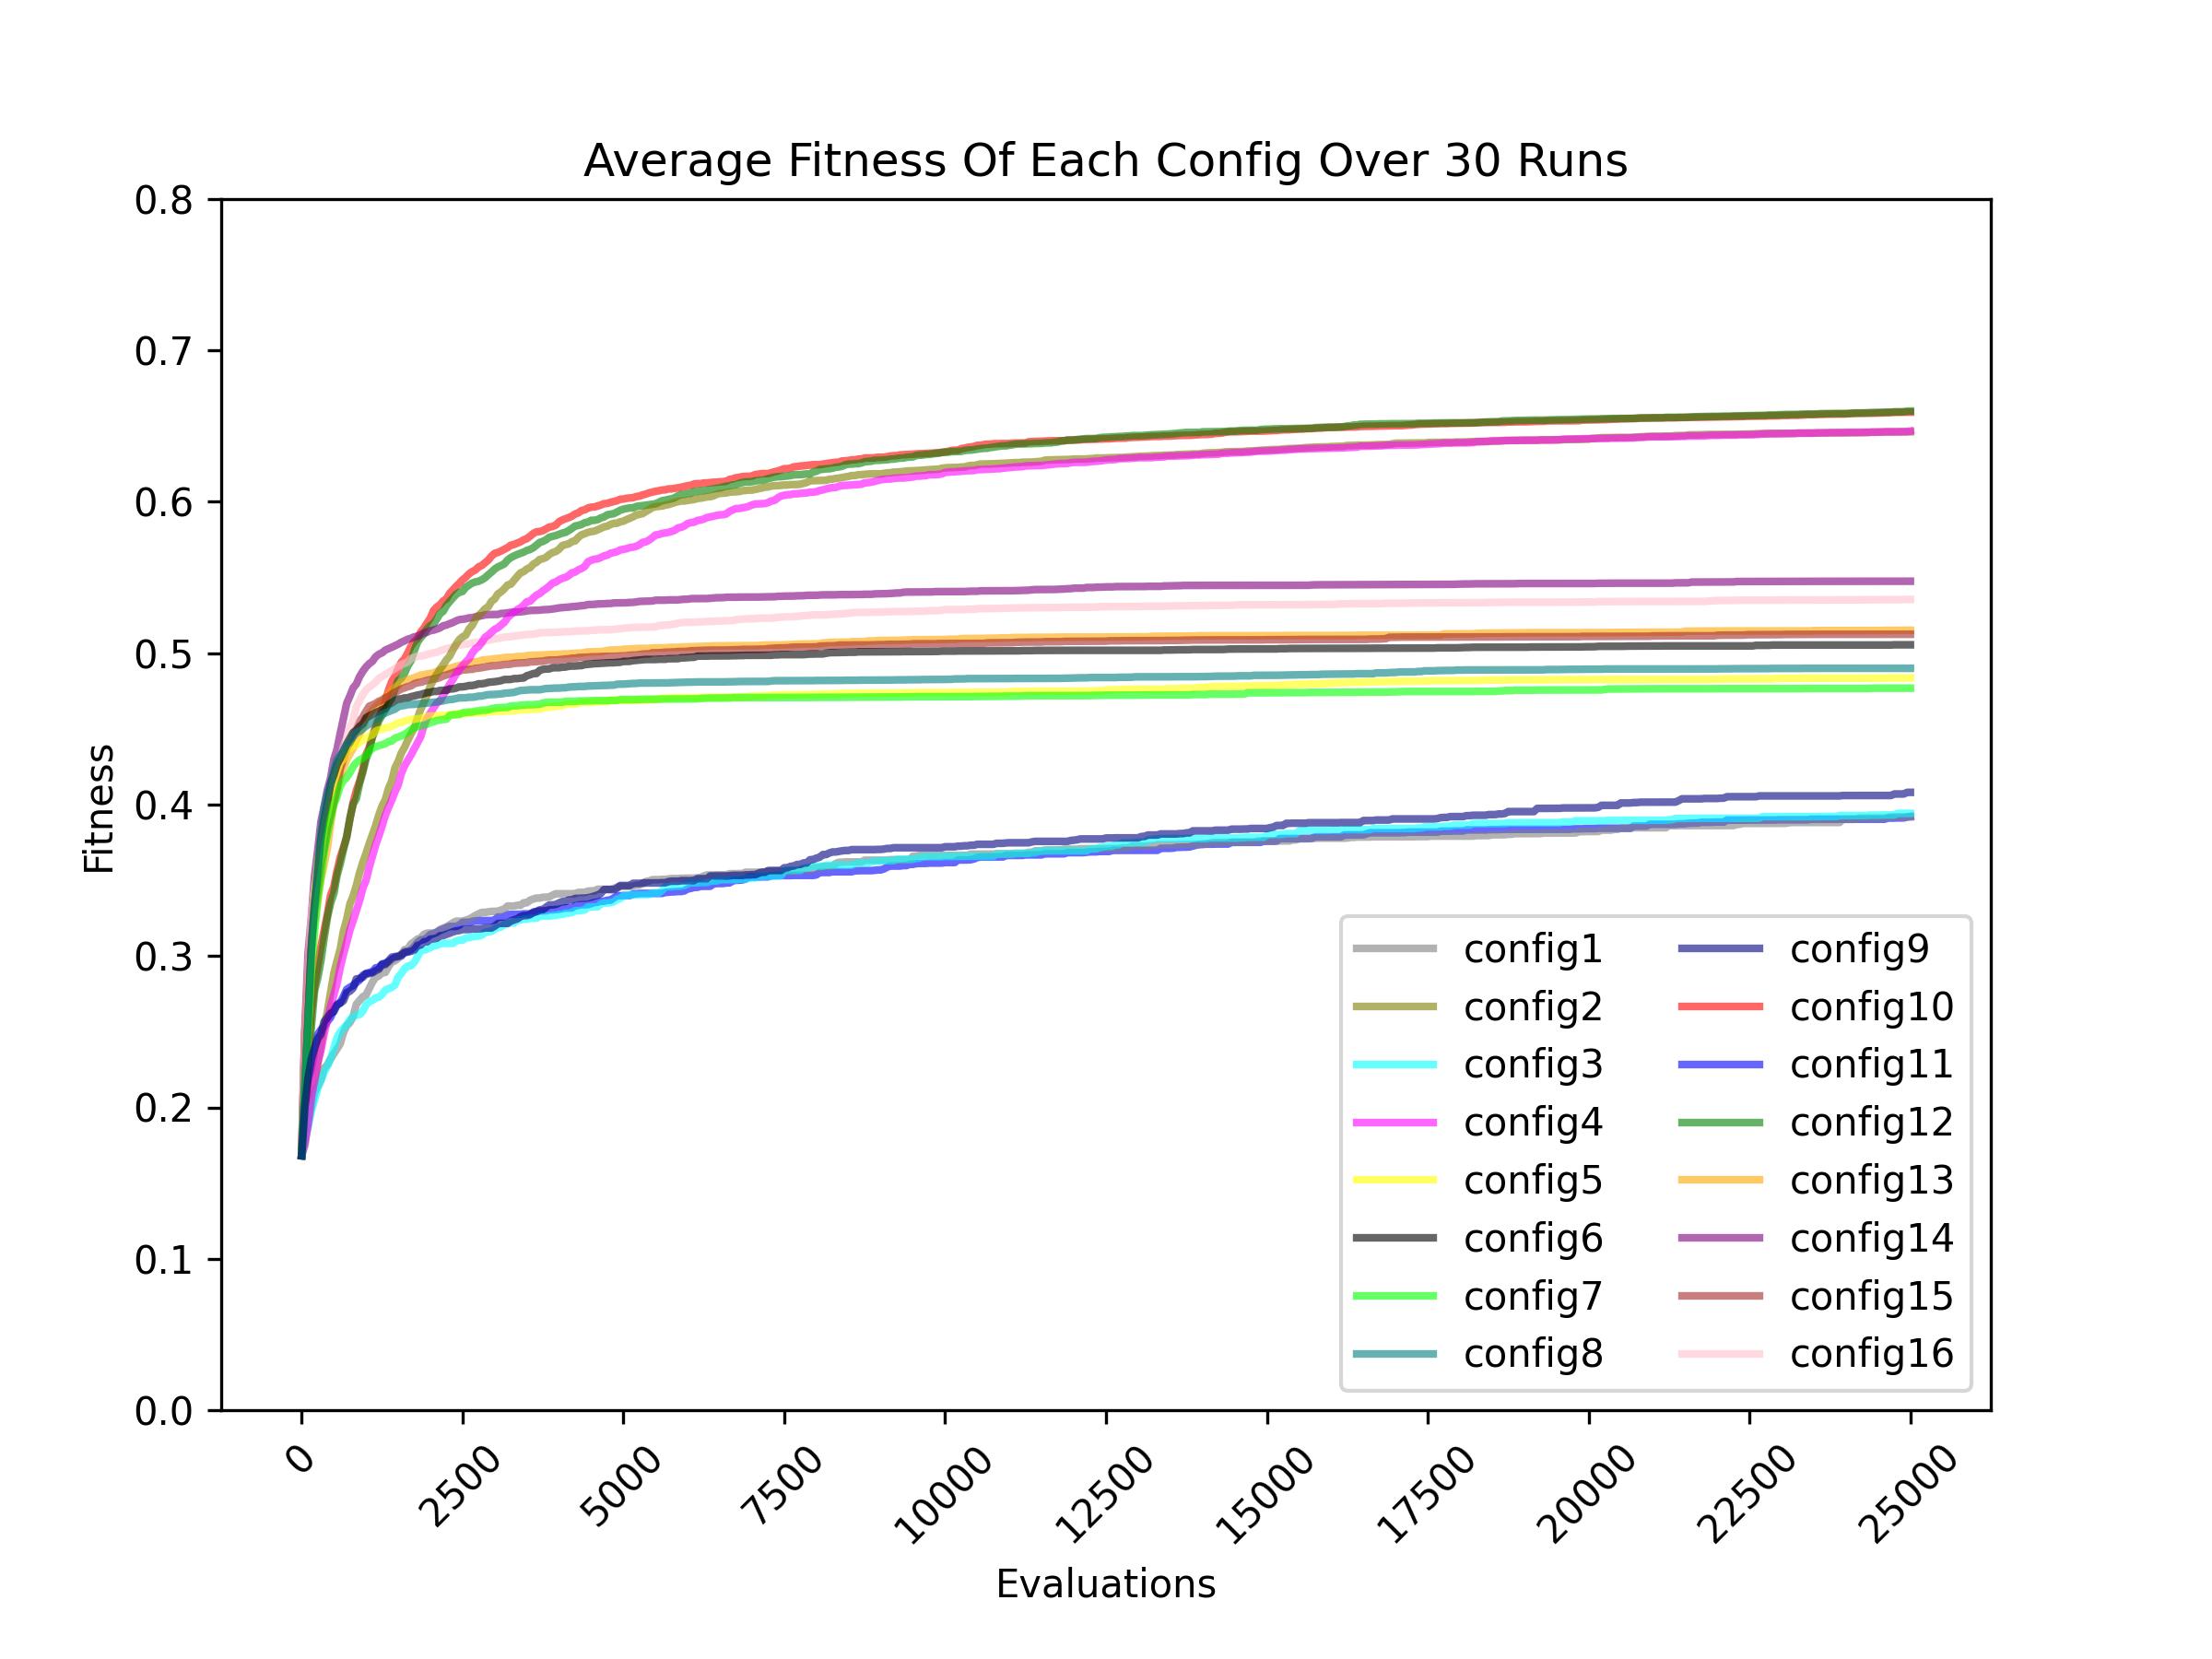 Average Fitness Of Each Config Over 30 Runs
0.8
0.7
0.6
0.5
0.4
0.3
0.2
0.1
0.0
Fitness
config1 config9
config2 config10
config3 config11
config4 config12
config5 config13
config6 config14
config7 config15
config8 config16
0 2500 5000 7500 10000 12500 15000 17500 20000 22500 25000
Evaluations